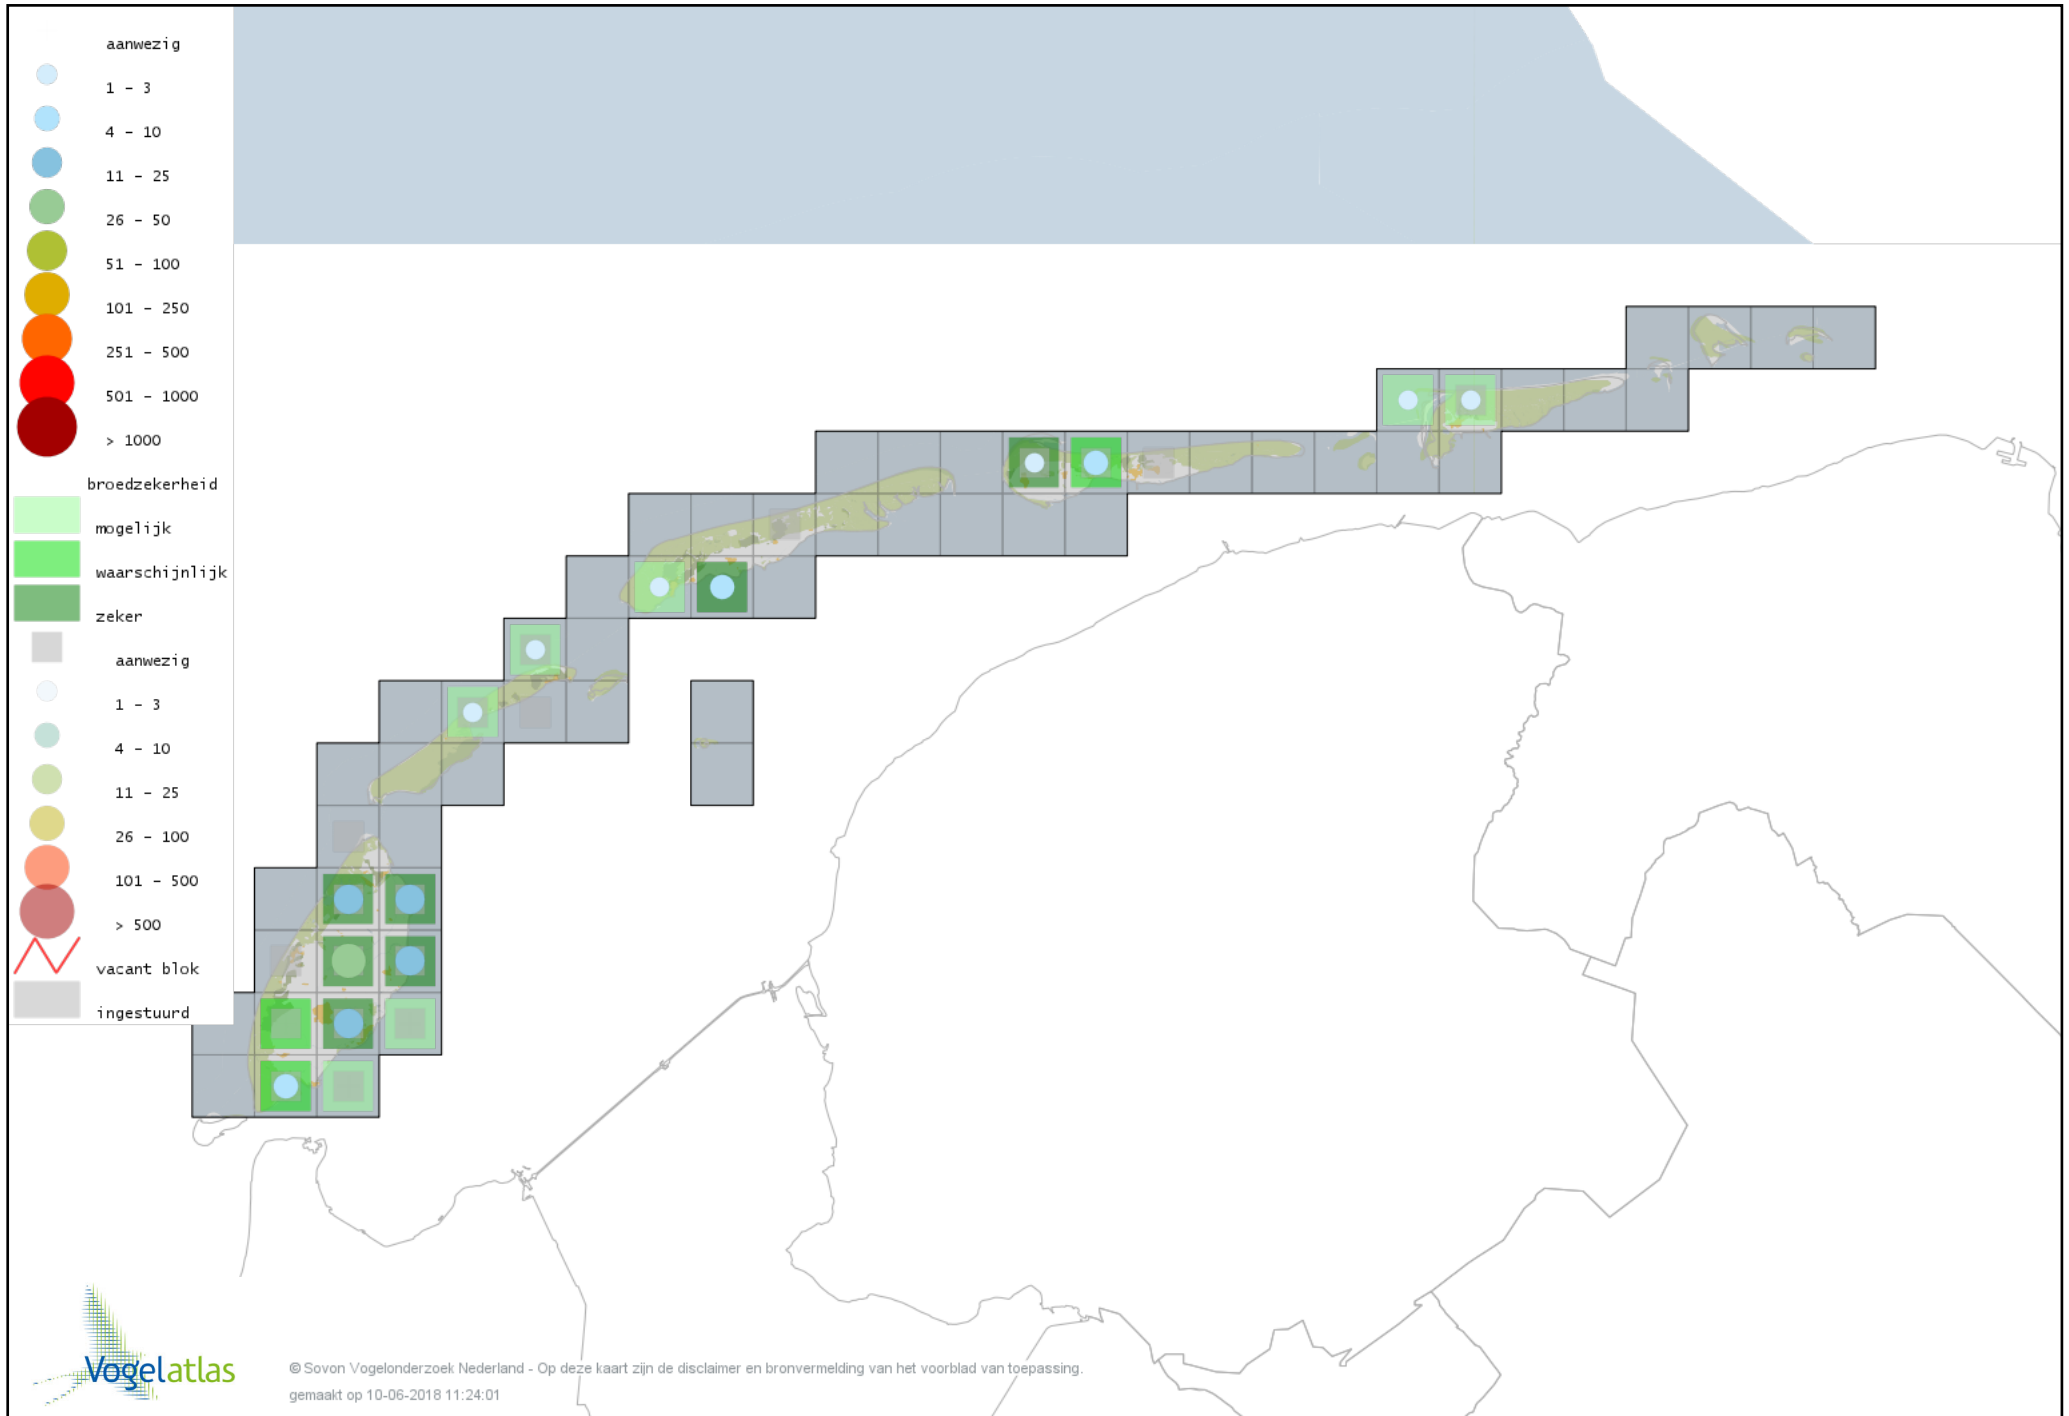 aanwezig
1 - 3
4 - 10
11 - 25
26 - 50
51 - 100
101 - 250
251 - 500
501 - 1000
> 1000
broedzekerheid
mogelijk
waarschijnlijk
zeker
aanwezig
1 - 3
4 - 10
11 - 25
26 - 100
101 - 500
> 500
vacant blok
ingestuurd
Vogelatlas
© Sovon Vogelonderzoek Nederland - Op deze kaart zijn de disclaimer en bronvermelding van het voorblad van toepassing.
gemaakt op 10-06-2018 11:24:01